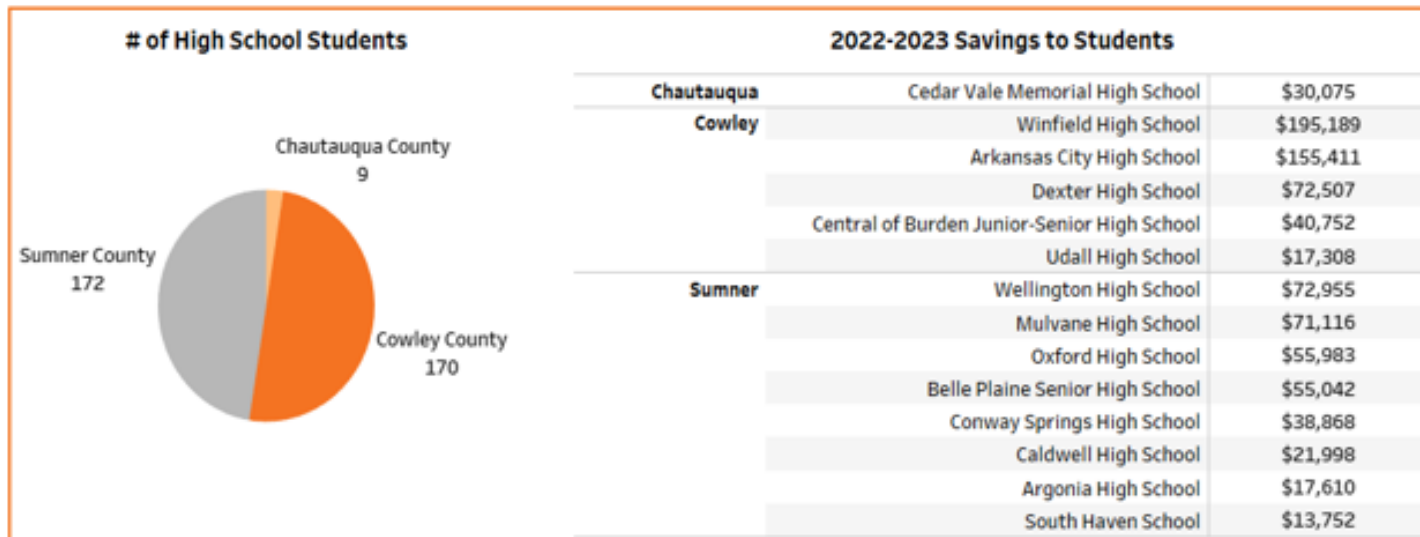 # of High School Students
Chautauqua County
9
Sumner County
172
Cowley County
170
2022-2023 Savings to Students
Chautauqua Cedar Vale Memorial High School $30,075
Cowley Winfield High School $195,189
Arkansas City High School $155,411
Dexter High School $72,507
Central of Burden Junior-Senior High School $40,752
Udall High School $17,308
Sumner Wellington High School $72,955
Mulvane High School $71,116
Oxford High School $55,983
Belle Plaine Senior High School $55,042
Conway Springs High School $38,868
Caldwell High School $21,998
Argonia High School $17,610
South Haven School $13,752